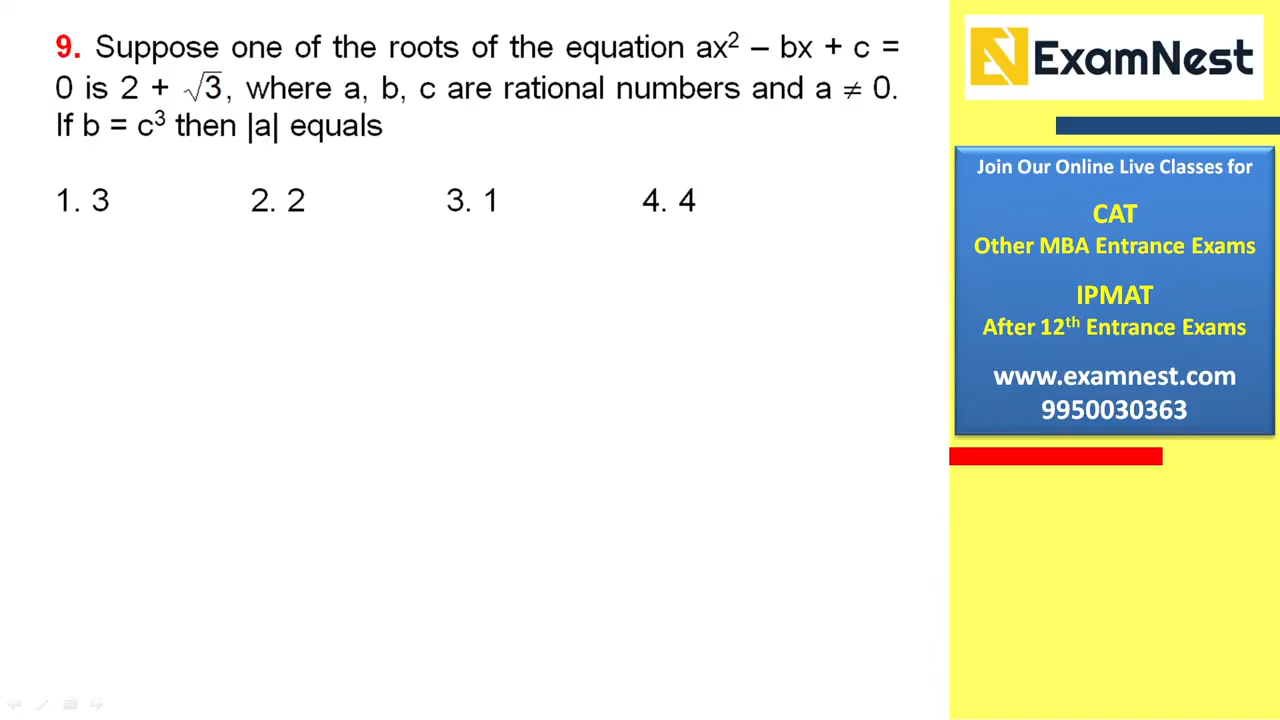 9. Suppose one of the roots of the equation ax² – bx + c =
0 is 2 + √3, where a, b, c are rational numbers and a ≠ 0.
If b = c³ then |a| equals
1. 3 2. 2 3. 1 4. 4
ExamNest
Join Our Online Live Classes for
CAT
Other MBA Entrance Exams
IPMAT
After 12th Entrance Exams
www.examnest.com
9950030363